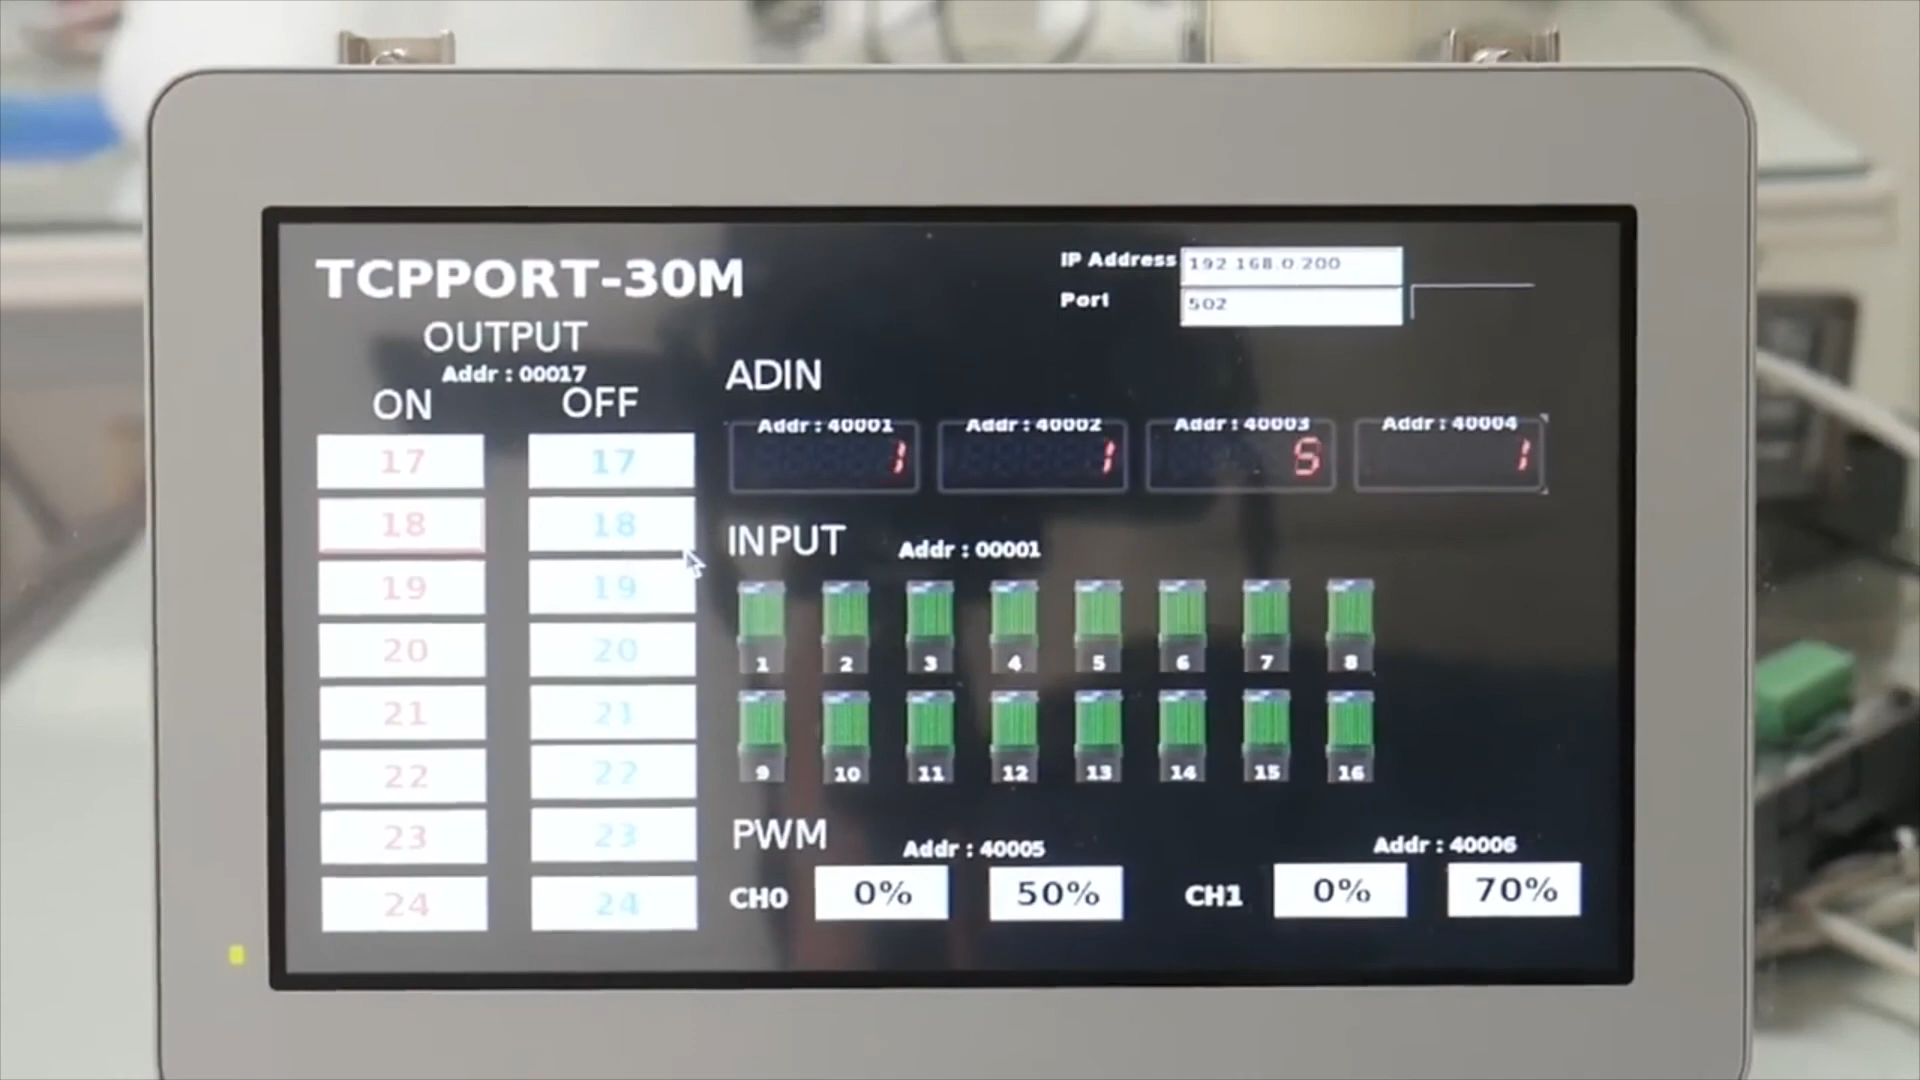 TCPPORT-30M
IP Address 192.168.0.200
Port 502
OUTPUT
Addr : 00017
ON OFF
17 17
18 18
19 19
20 20
21 21
22 22
23 23
24 24
ADIN
Addr : 40001 Addr : 40002 Addr : 40003 Addr : 40004
1 1 5 1
INPUT Addr : 00001
1 2 3 4 5 6 7 8
9 10 11 12 13 14 15 16
PWM Addr : 40005 Addr : 40006
CH0 0% 50% CH1 0% 70%